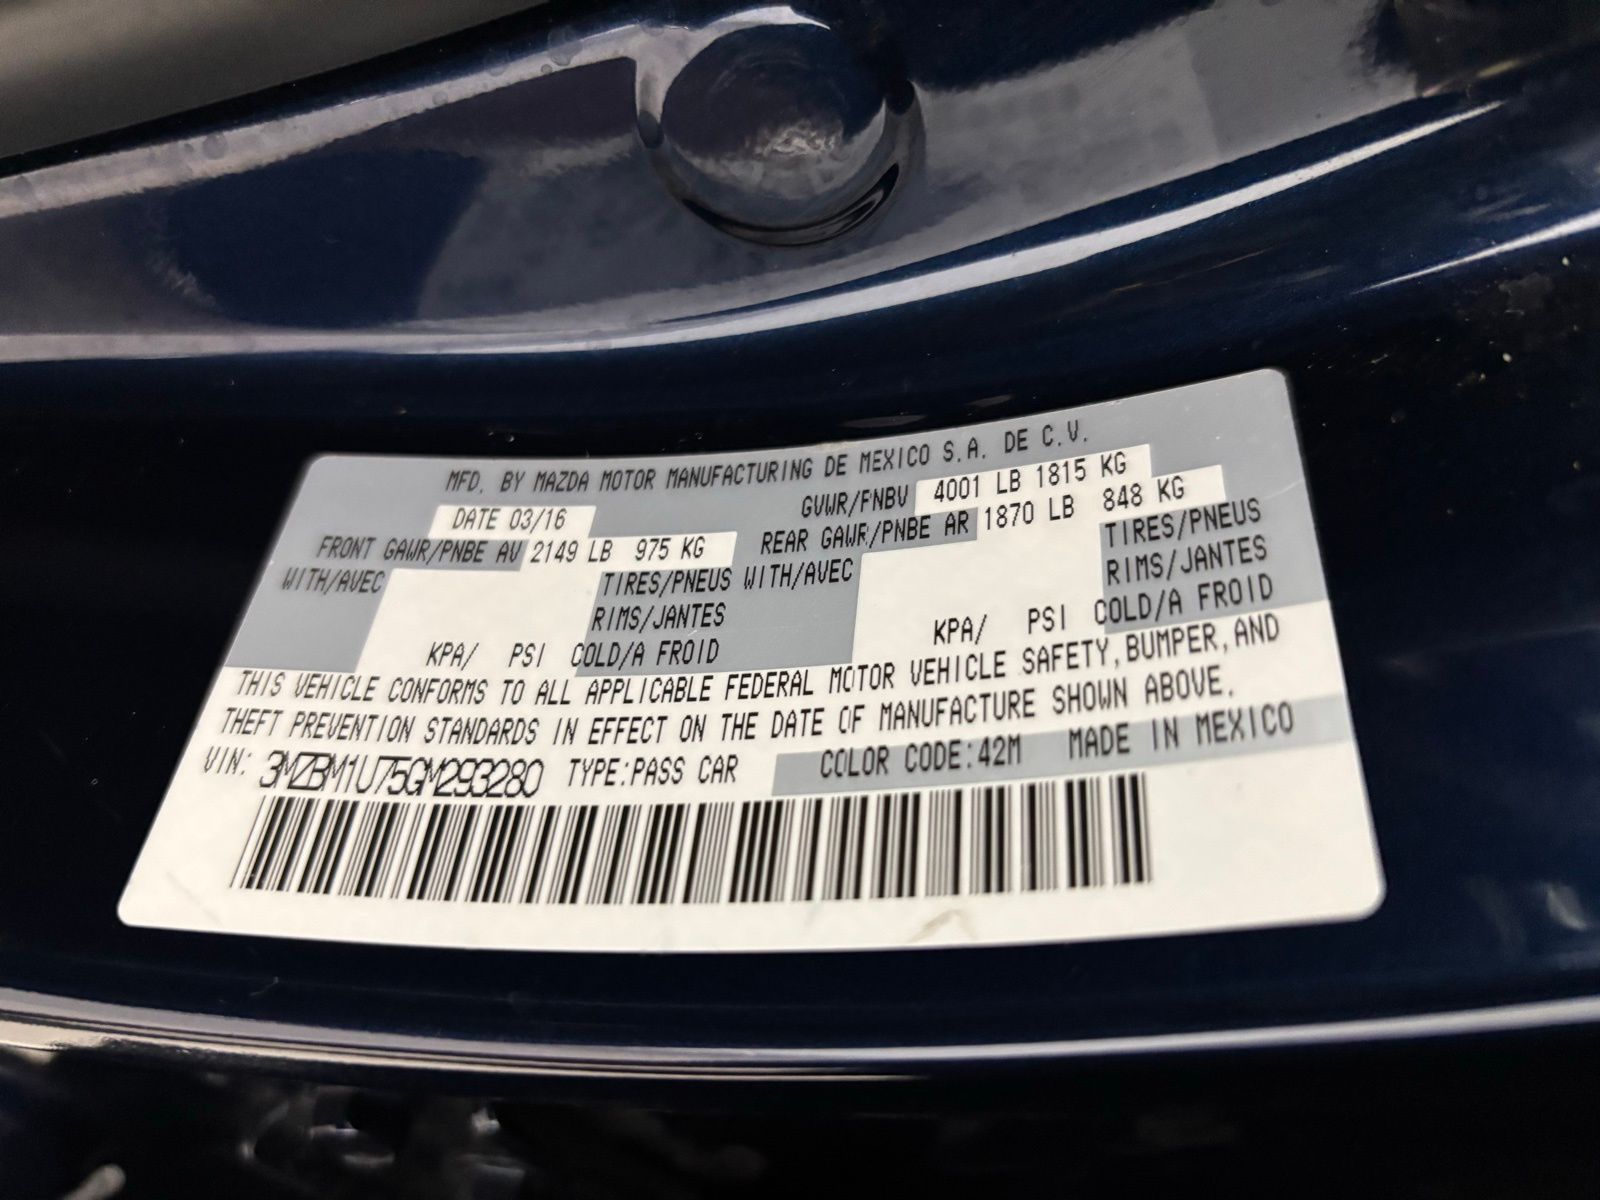 MFD. BY MAZDA MOTOR MANUFACTURING DE MEXICO S.A. DE C.V.
DATE 03/16 GVWR/PNBV 4001 LB 1815 KG
FRONT GAWR/PNBE AV 2149 LB 975 KG REAR GAWR/PNBE AR 1870 LB 848 KG
WITH/AVEC TIRES/PNEUS WITH/AVEC TIRES/PNEUS
RIMS/JANTES RIMS/JANTES
KPA/ PSI COLD/A FROID KPA/ PSI COLD/A FROID
THIS VEHICLE CONFORMS TO ALL APPLICABLE FEDERAL MOTOR VEHICLE SAFETY, BUMPER, AND
THEFT PREVENTION STANDARDS IN EFFECT ON THE DATE OF MANUFACTURE SHOWN ABOVE.
VIN: 3MZBM1U75GM293280 TYPE:PASS CAR COLOR CODE:42M MADE IN MEXICO